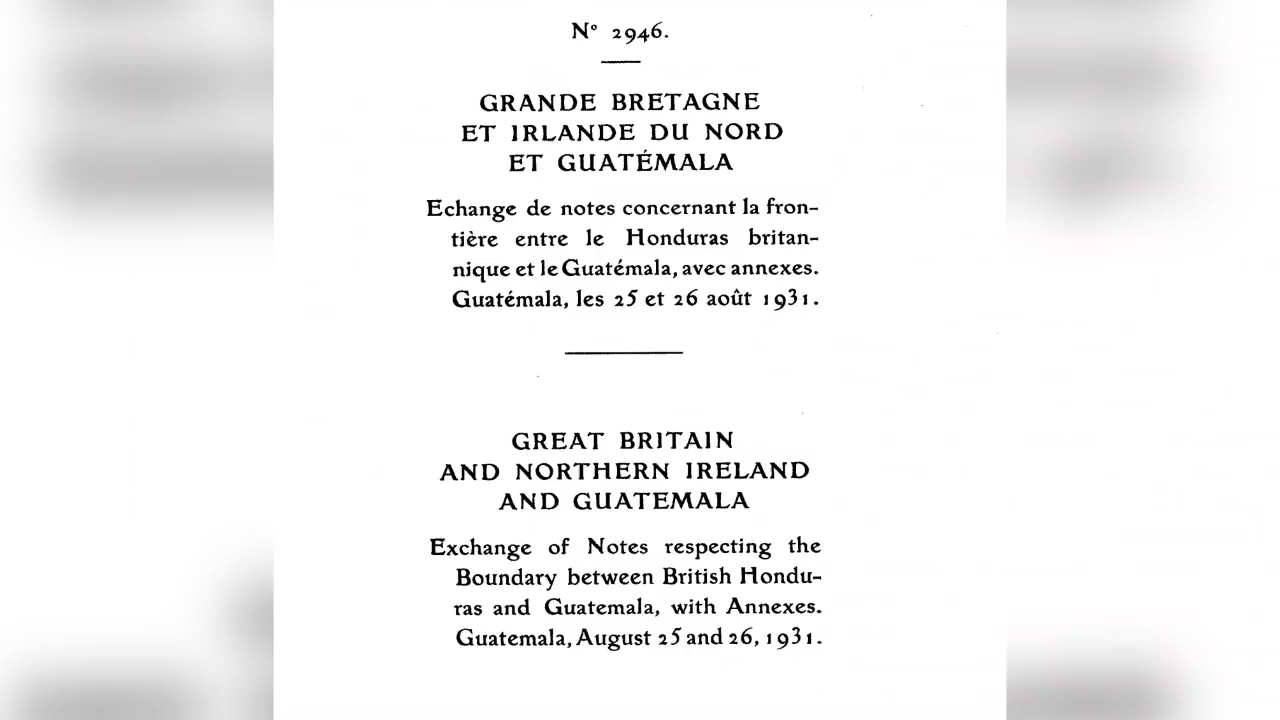 N° 2946.
GRANDE BRETAGNE
ET IRLANDE DU NORD
ET GUATÉMALA
Echange de notes concernant la fron-
tière entre le Honduras britan-
nique et le Guatémala, avec annexes.
Guatémala, les 25 et 26 août 1931.
GREAT BRITAIN
AND NORTHERN IRELAND
AND GUATEMALA
Exchange of Notes respecting the
Boundary between British Hondu-
ras and Guatemala, with Annexes.
Guatemala, August 25 and 26, 1931.